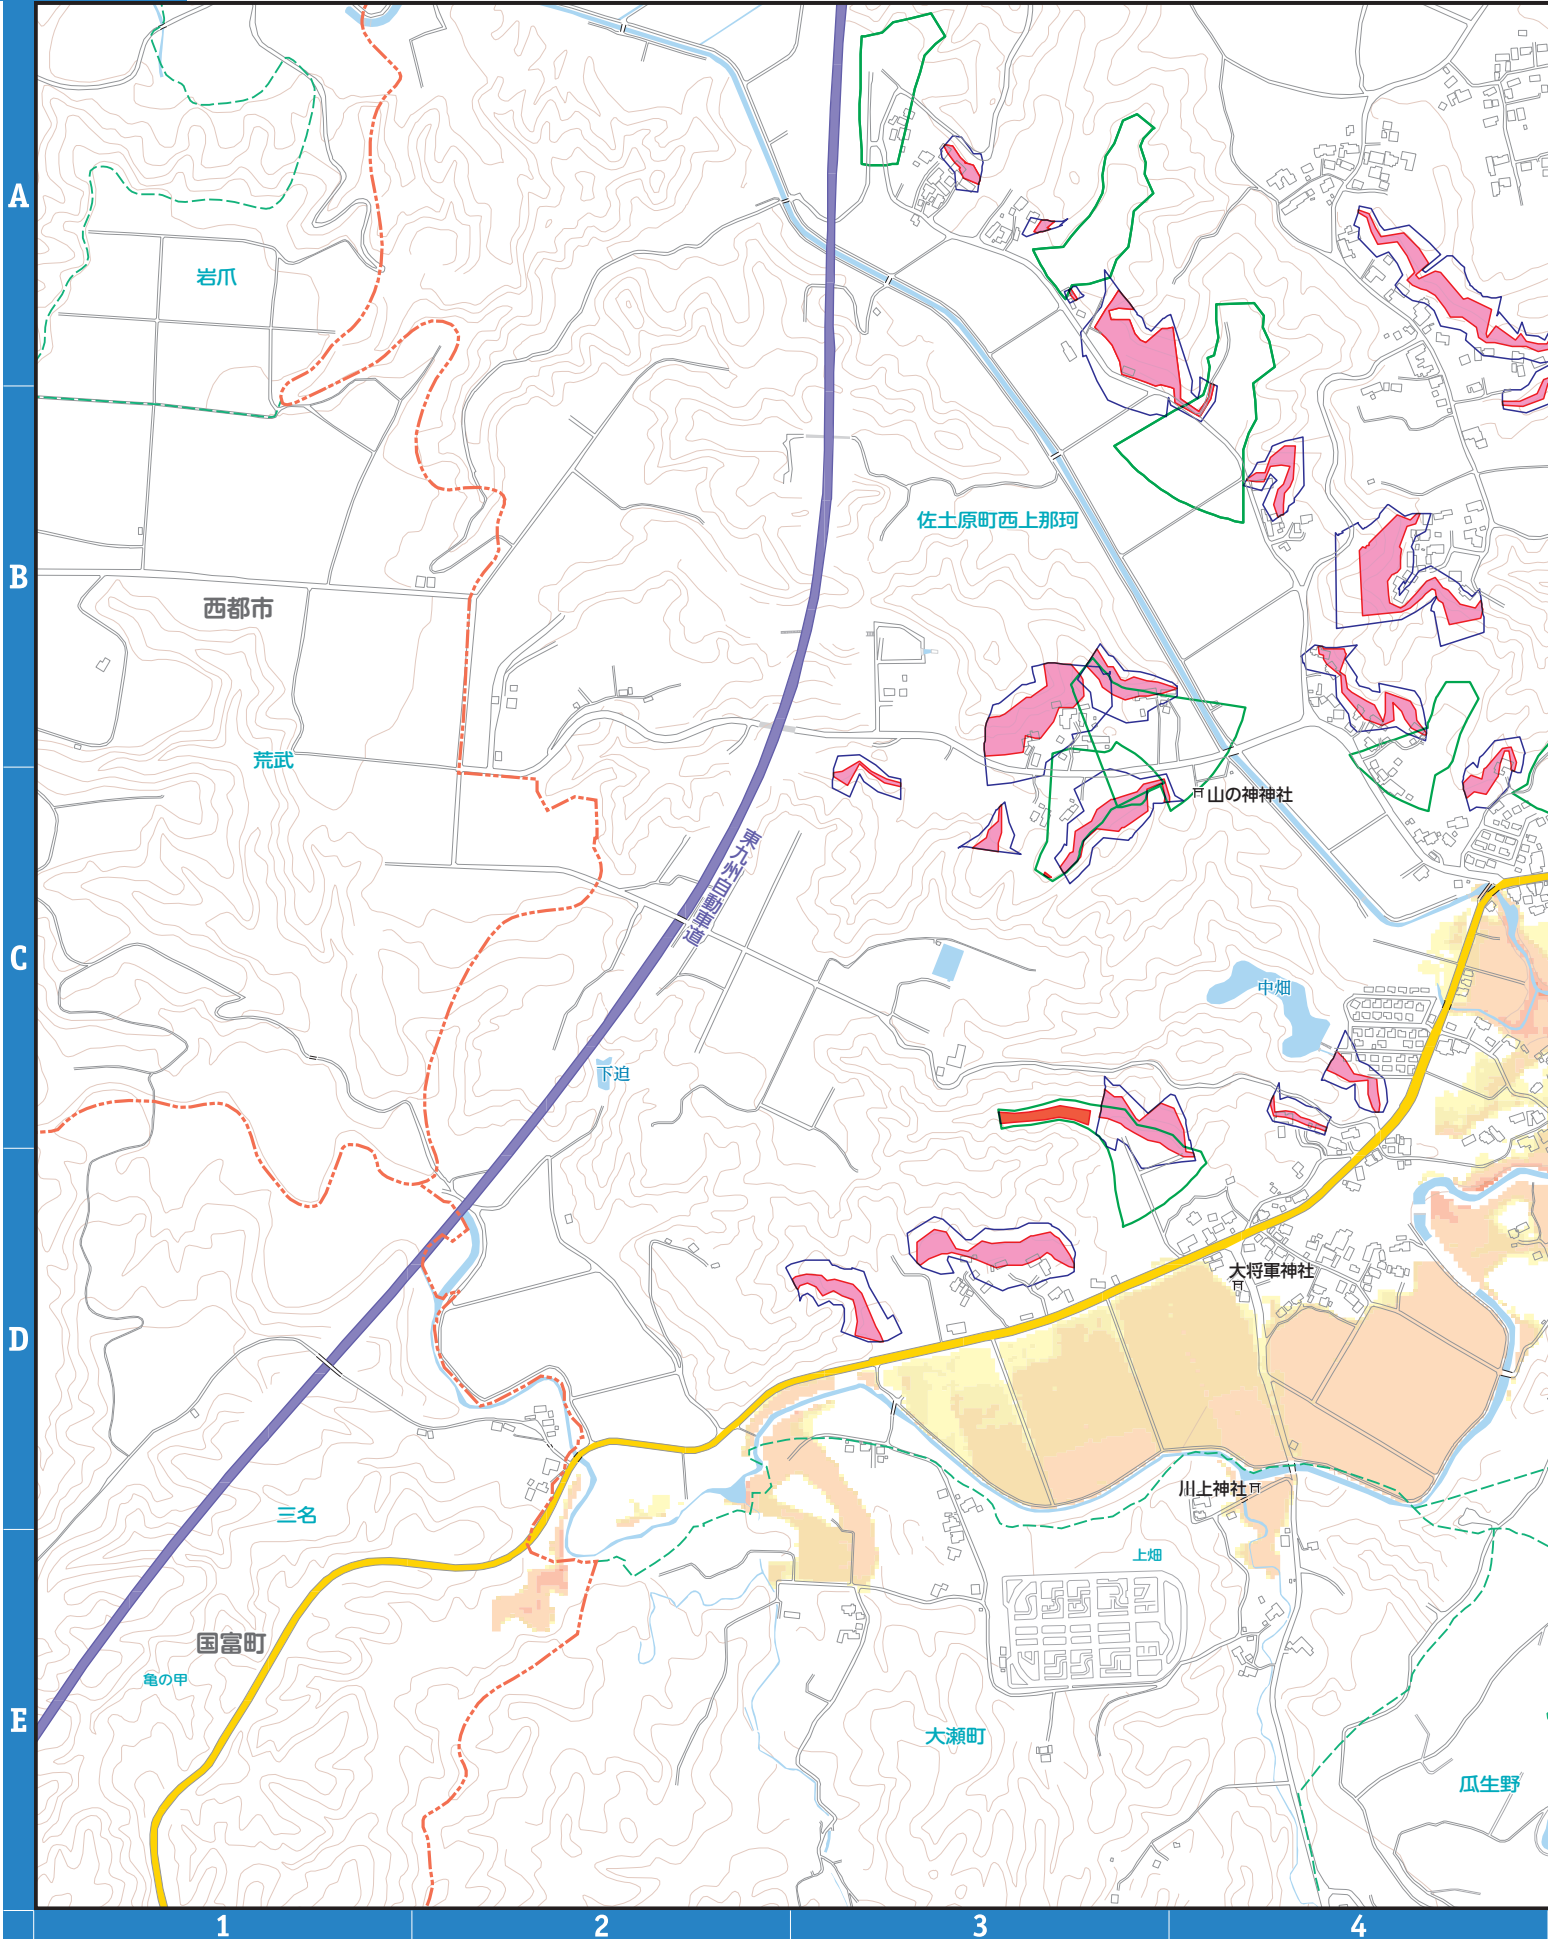 A
岩爪
佐土原町西上那珂
B
西都市
荒武
山の神神社
東九州自動車道
C
中畑
下迫
大将軍神社
D
川上神社
三名
上畑
国富町
亀の甲
E
大瀬町
瓜生野
1
2
3
4